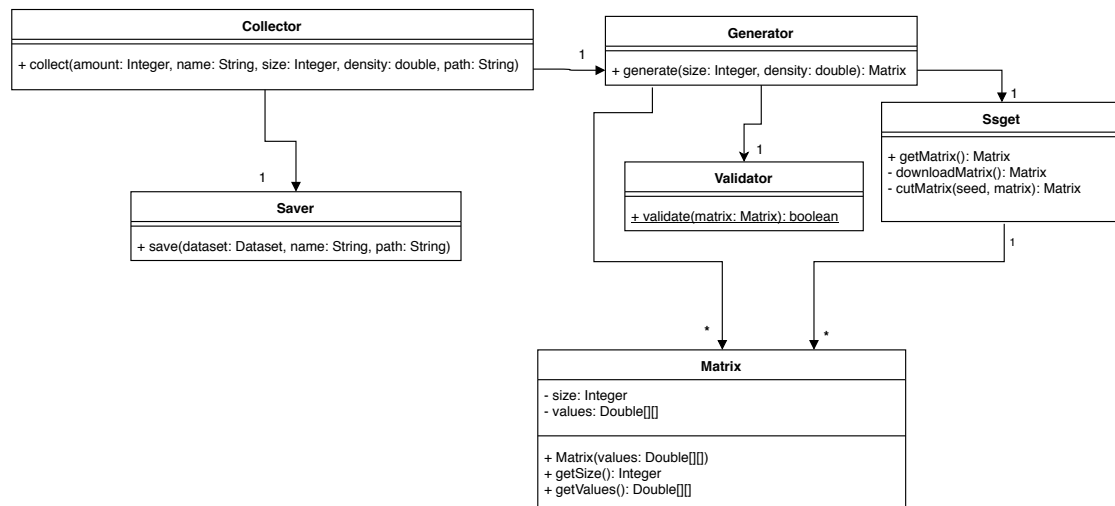 Collector
+ collect(amount: Integer, name: String, size: Integer, density: double, path: String)
1
1
Generator
+ generate(size: Integer, density: double): Matrix
1
Ssget
+ getMatrix(): Matrix
- downloadMatrix(): Matrix
- cutMatrix(seed, matrix): Matrix
1
1
Validator
+ validate(matrix: Matrix): boolean
Saver
+ save(dataset: Dataset, name: String, path: String)
*
*
Matrix
- size: Integer
- values: Double[][]
+ Matrix(values: Double[][])
+ getSize(): Integer
+ getValues(): Double[][]